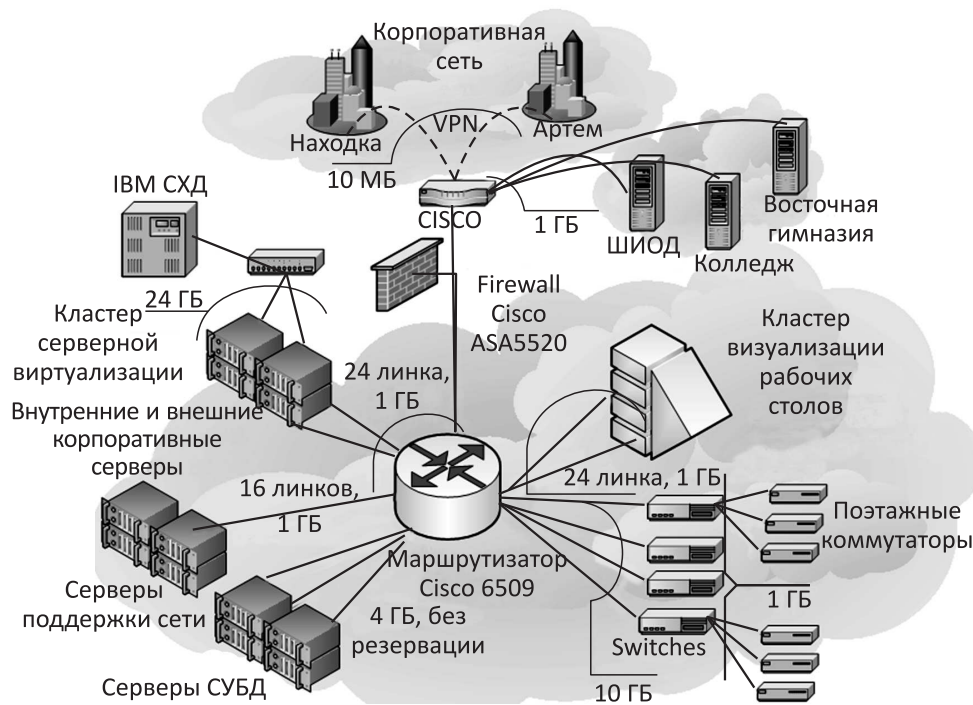 Корпоративная
сеть
Находка
VPN
Артем
10 МБ
IBM СХД
CISCO
1 ГБ
ШИОД
Колледж
Восточная
гимназия
24 ГБ
Firewall
Cisco
ASA5520
Кластер
серверной
виртуализации
Кластер
визуализации
рабочих
столов
24 линка,
1 ГБ
Внутренние и внешние
корпоративные
серверы
16 линков,
1 ГБ
24 линка, 1 ГБ
Маршрутизатор
Cisco 6509
Поэтажные
коммутаторы
Серверы
поддержки сети
4 ГБ, без
резервации
1 ГБ
Switches
Серверы СУБД
10 ГБ